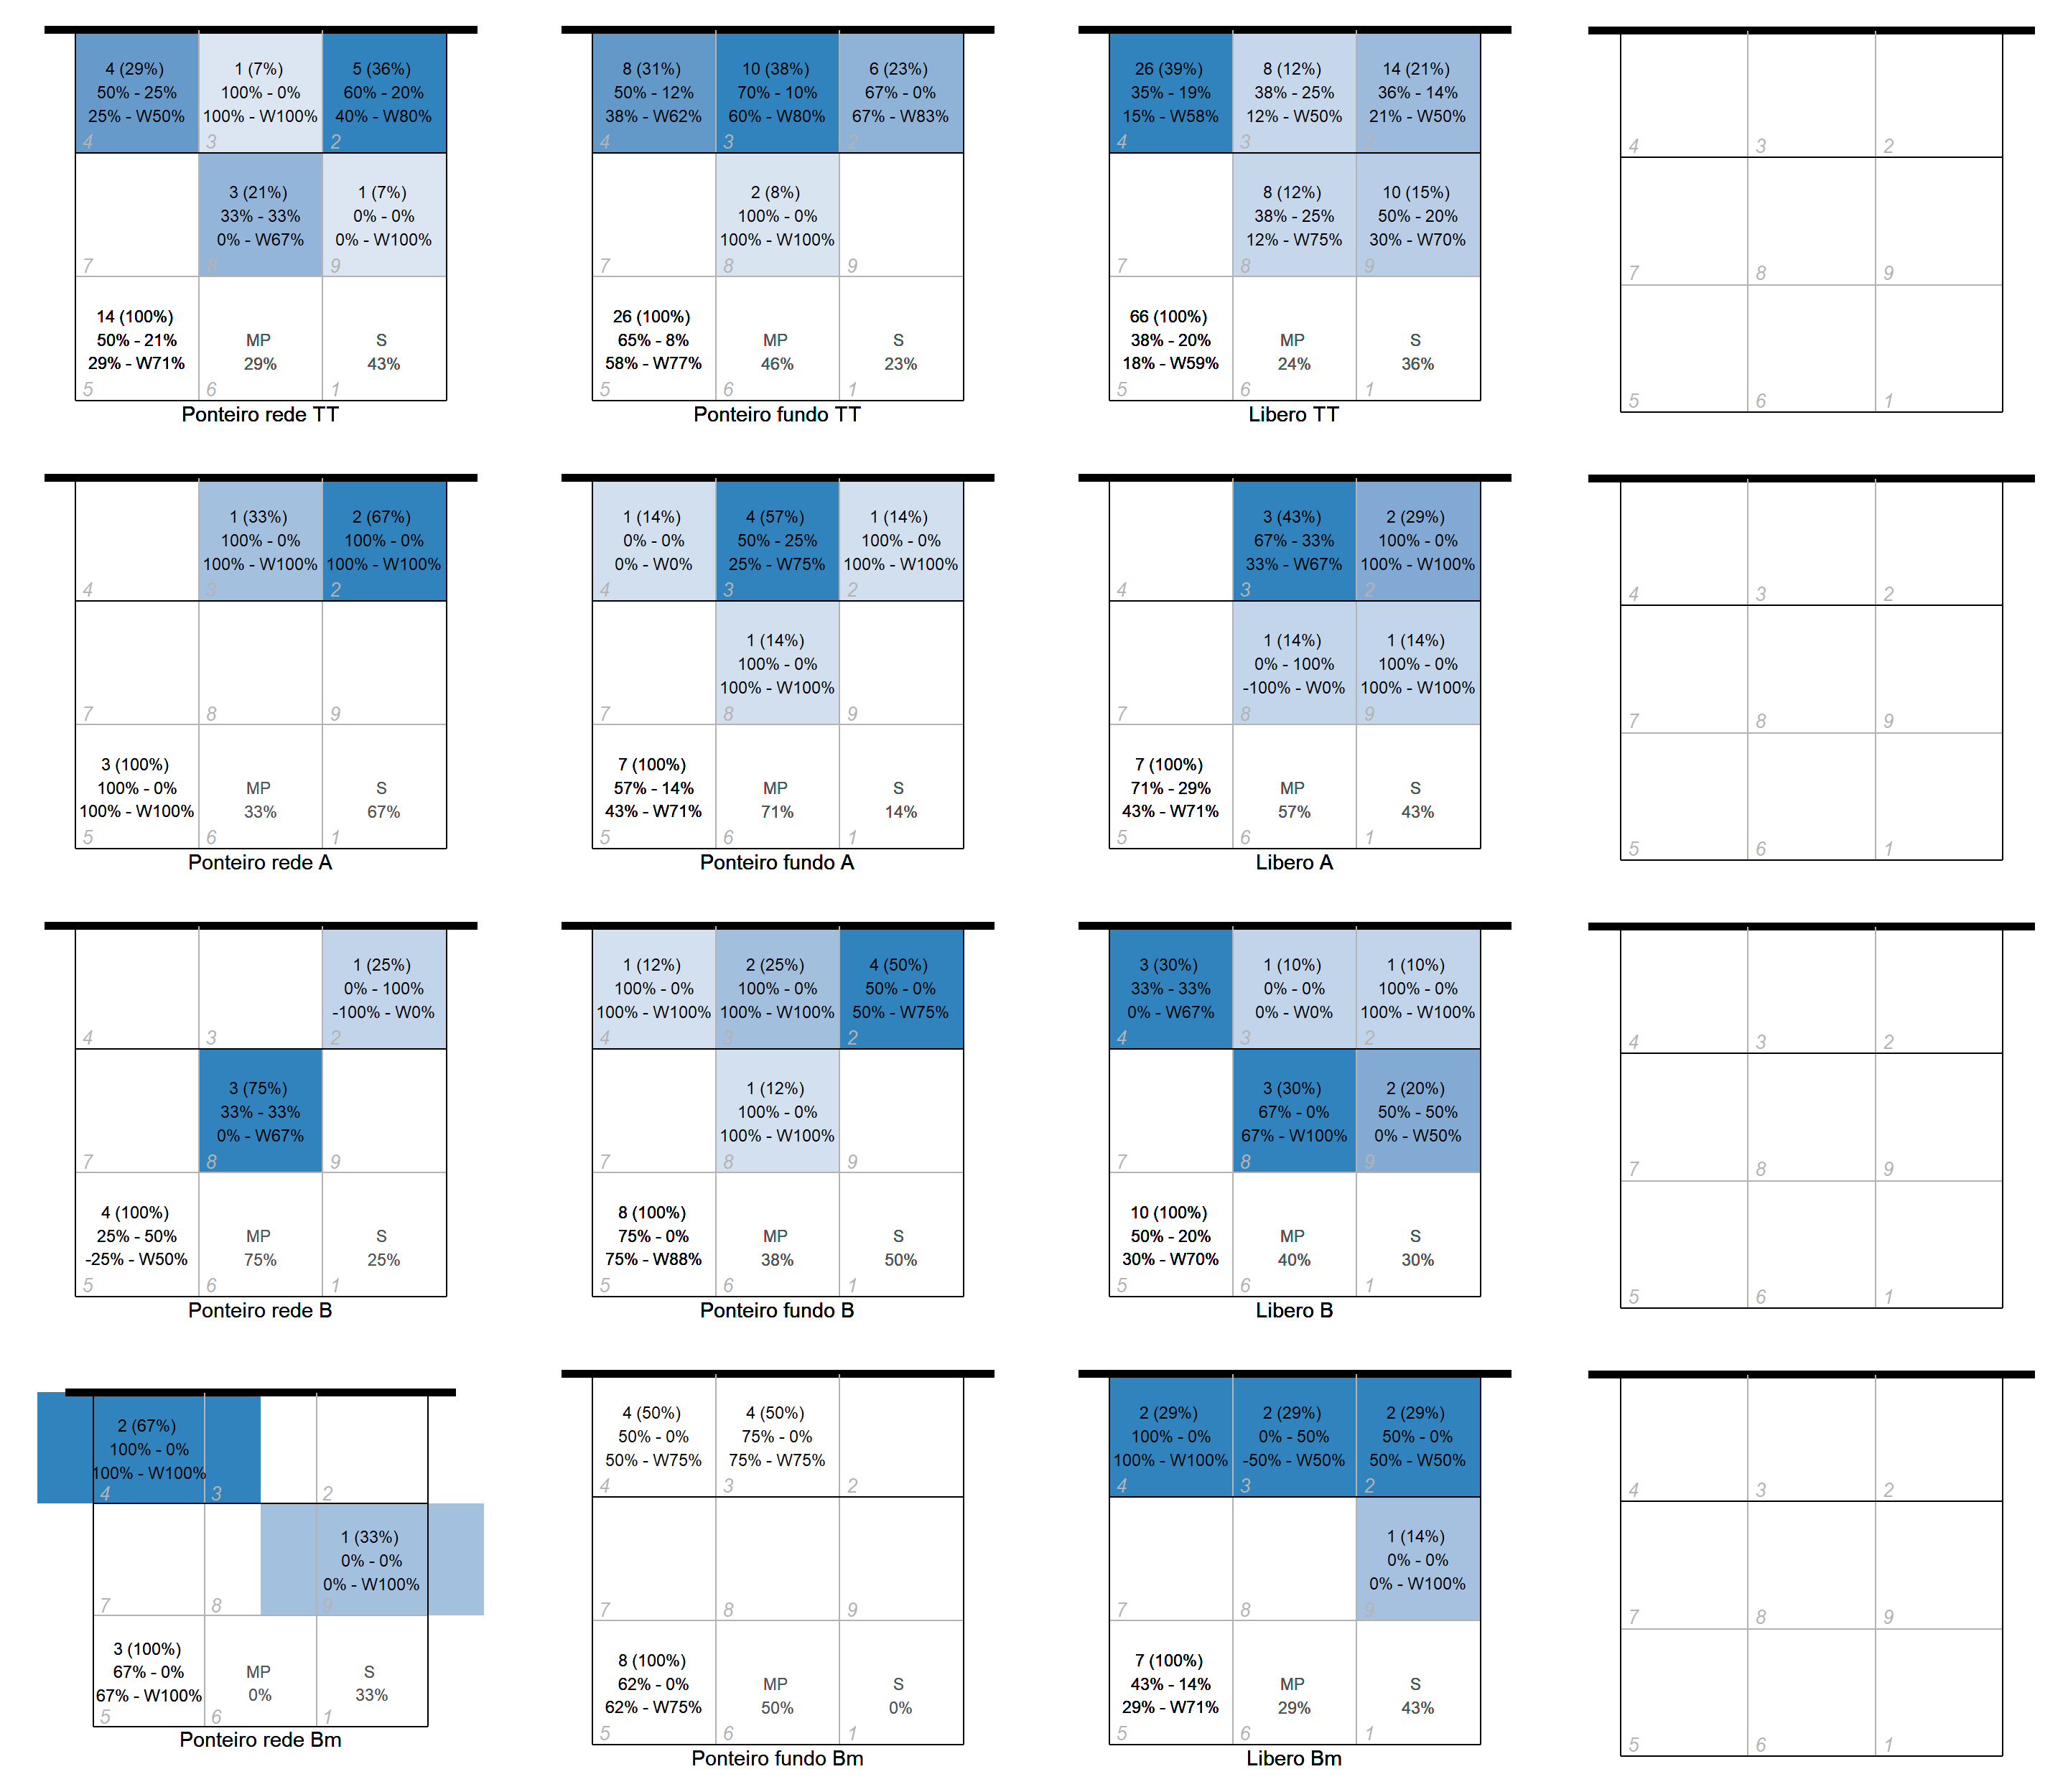 4 (29%)
50% - 25%
25% - W50%
4
1 (7%)
100% - 0%
100% - W100%
3
5 (36%)
60% - 20%
40% - W80%
2
7
3 (21%)
33% - 33%
0% - W67%
8
1 (7%)
0% - 0%
0% - W100%
9
14 (100%)
50% - 21%
29% - W71%
5
MP
29%
6
S
43%
1
Ponteiro rede TT
8 (31%)
50% - 12%
38% - W62%
4
10 (38%)
70% - 10%
60% - W80%
3
6 (23%)
67% - 0%
67% - W83%
2
7
2 (8%)
100% - 0%
100% - W100%
8
9
26 (100%)
65% - 8%
58% - W77%
5
MP
46%
6
S
23%
1
Ponteiro fundo TT
26 (39%)
35% - 19%
15% - W58%
4
8 (12%)
38% - 25%
12% - W50%
3
14 (21%)
36% - 14%
21% - W50%
2
7
8 (12%)
38% - 25%
12% - W75%
8
10 (15%)
50% - 20%
30% - W70%
9
66 (100%)
38% - 20%
18% - W59%
5
MP
24%
6
S
36%
1
Libero TT
4
3
2
7
8
9
5
6
1
4
1 (33%)
100% - 0%
100% - W100%
3
2 (67%)
100% - 0%
100% - W100%
2
7
8
9
3 (100%)
100% - 0%
100% - W100%
5
MP
33%
6
S
67%
1
Ponteiro rede A
1 (14%)
0% - 0%
0% - W0%
4
4 (57%)
50% - 25%
25% - W75%
3
1 (14%)
100% - 0%
100% - W100%
2
7
1 (14%)
100% - 0%
100% - W100%
8
9
7 (100%)
57% - 14%
43% - W71%
5
MP
71%
6
S
14%
1
Ponteiro fundo A
4
3 (43%)
67% - 33%
33% - W67%
3
2 (29%)
100% - 0%
100% - W100%
2
7
1 (14%)
0% - 100%
-100% - W0%
8
1 (14%)
100% - 0%
100% - W100%
9
7 (100%)
71% - 29%
43% - W71%
5
MP
57%
6
S
43%
1
Libero A
4
3
2
7
8
9
5
6
1
4
3
1 (25%)
0% - 100%
-100% - W0%
2
7
3 (75%)
33% - 33%
0% - W67%
8
9
4 (100%)
25% - 50%
-25% - W50%
5
MP
75%
6
S
25%
1
Ponteiro rede B
1 (12%)
100% - 0%
100% - W100%
4
2 (25%)
100% - 0%
100% - W100%
3
4 (50%)
50% - 0%
50% - W75%
2
7
1 (12%)
100% - 0%
100% - W100%
8
9
8 (100%)
75% - 0%
75% - W88%
5
MP
38%
6
S
50%
1
Ponteiro fundo B
3 (30%)
33% - 33%
0% - W67%
4
1 (10%)
0% - 0%
0% - W0%
3
1 (10%)
100% - 0%
100% - W100%
2
7
3 (30%)
67% - 0%
67% - W100%
8
2 (20%)
50% - 50%
0% - W50%
9
10 (100%)
50% - 20%
30% - W70%
5
MP
40%
6
S
30%
1
Libero B
4
3
2
7
8
9
5
6
1
2 (67%)
100% - 0%
100% - W100%
4
3
2
7
8
1 (33%)
0% - 0%
0% - W100%
9
3 (100%)
67% - 0%
67% - W100%
5
MP
0%
6
S
33%
1
Ponteiro rede Bm
4 (50%)
50% - 0%
50% - W75%
4
4 (50%)
75% - 0%
75% - W75%
3
2
7
8
9
8 (100%)
62% - 0%
62% - W75%
5
MP
50%
6
S
0%
1
Ponteiro fundo Bm
2 (29%)
100% - 0%
100% - W100%
4
2 (29%)
0% - 50%
-50% - W50%
3
2 (29%)
50% - 0%
50% - W50%
2
7
8
1 (14%)
0% - 0%
0% - W100%
9
7 (100%)
43% - 14%
29% - W71%
5
MP
29%
6
S
43%
1
Libero Bm
4
3
2
7
8
9
5
6
1